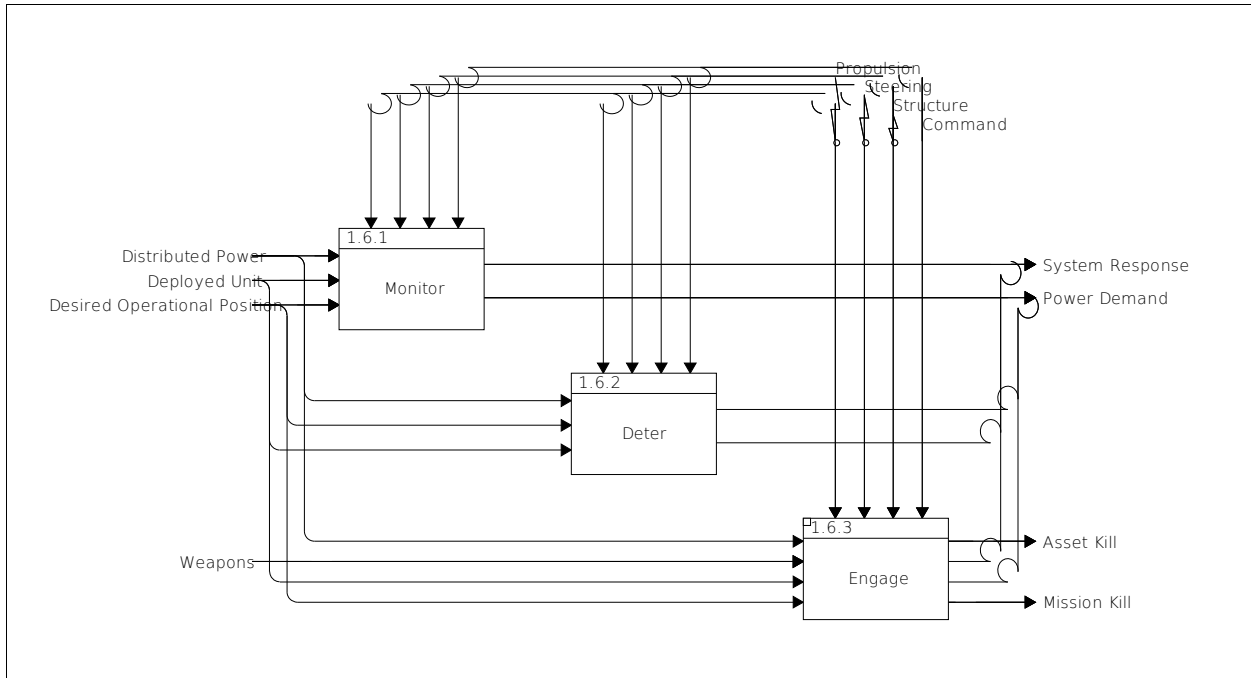 Propulsion
Steering
Structure
Command
1.6.1
Monitor
Distributed Power
Deployed Unit
Desired Operational Position
System Response
Power Demand
1.6.2
Deter
1.6.3
Engage
Weapons
Asset Kill
Mission Kill